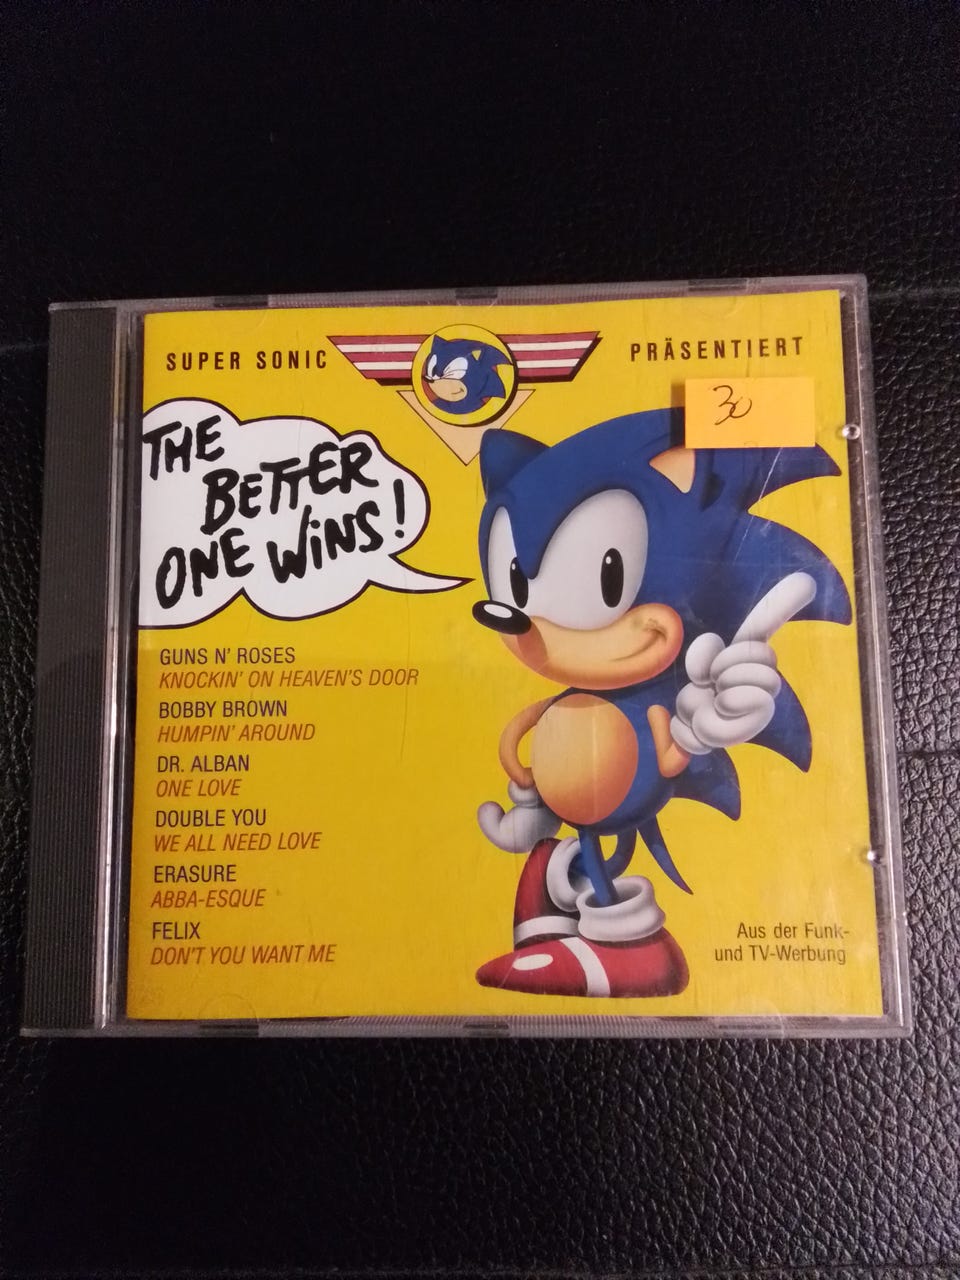 SUPER SONIC PRÄSENTIERT
30
THE
BETTER
ONE WiNS!
GUNS N' ROSES
KNOCKIN' ON HEAVEN'S DOOR
BOBBY BROWN
HUMPIN' AROUND
DR. ALBAN
ONE LOVE
DOUBLE YOU
WE ALL NEED LOVE
ERASURE
ABBA-ESQUE
FELIX
DON'T YOU WANT ME
Aus der Funk-
und TV-Werbung